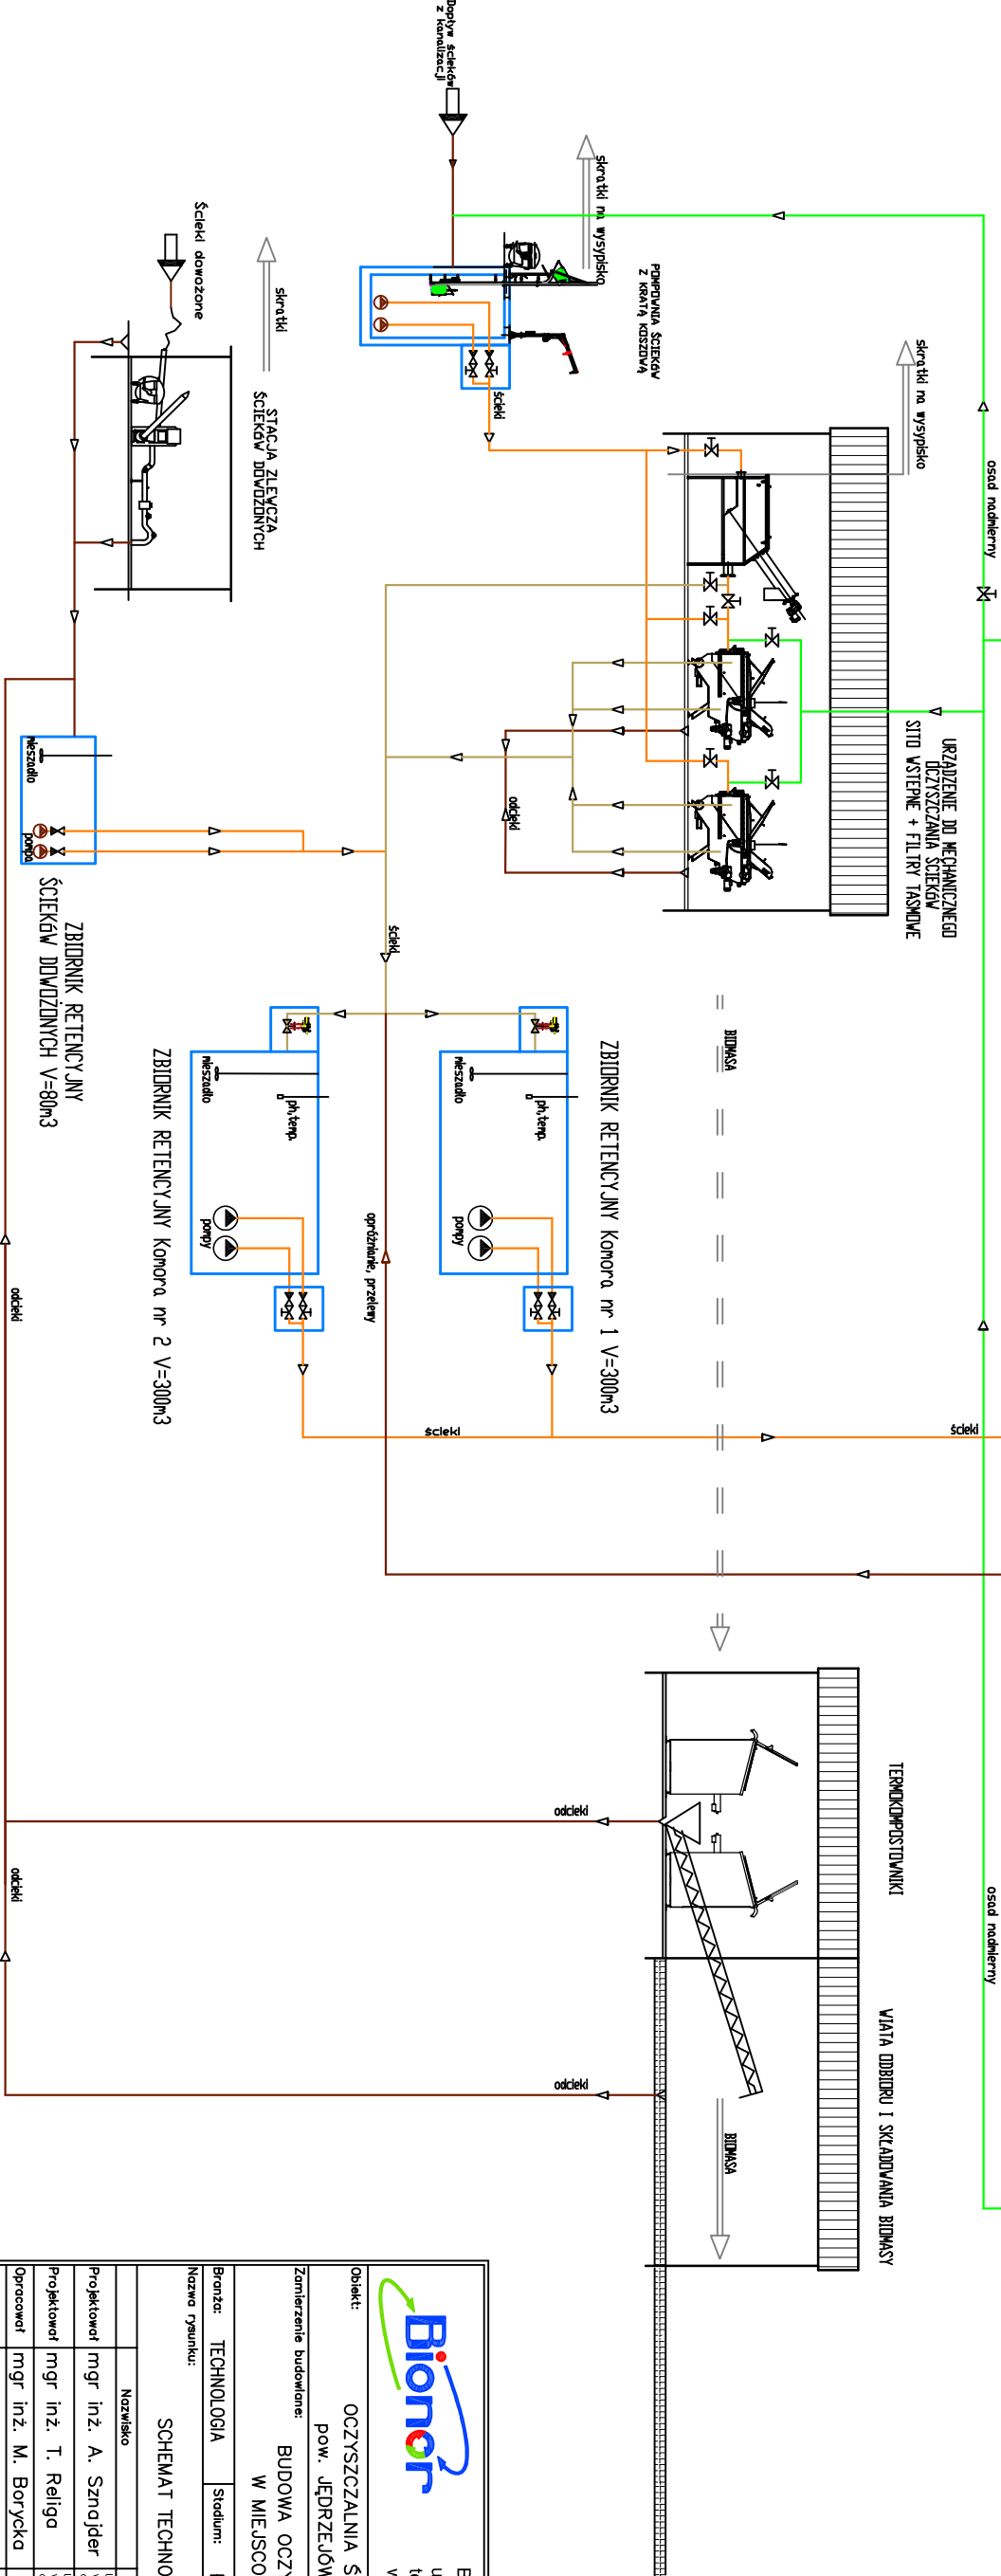 Dopływ ścieków
z kanalizacji
skratki na wysypisko
POMPOWNIA ŚCIEKÓW
Z KRATĄ KOSZOWĄ
ścieki
skratki na wysypisko
osad nadmierny
URZĄDZENIE DO MECHANICZNEGO
OCZYSZCZANIA ŚCIEKÓW
SITO WSTEPNE + FILTRY TASMOWE
Ścieki dowożone
skratki
STACJA ZLEWCZA
ŚCIEKÓW DOWOŻONYCH
odcieki
mieszadło
pompa
ZBIORNIK RETENCYJNY
ŚCIEKÓW DOWOŻONYCH V=80m3
ścieki
BIOMASA
mieszadło
ph,temp.
pompy
ZBIORNIK RETENCYJNY Komora nr 1 V=300m3
mieszadło
ph,temp.
pompy
ZBIORNIK RETENCYJNY Komora nr 2 V=300m3
opróżnianie, przelewy
odcieki
ścieki
ścieki
TERMOKOMPOSTOWNIKI
osad nadmierny
odcieki
odcieki
WIATA ODBIORU I SKŁADOWANIA BIOMASY
odcieki
BIOMASA
Bionor
Obiekt:
OCZYSZCZALNIA Ś
pow. JĘDRZEJÓW
Zamierzenie budowlane:
BUDOWA OCZY
W MIEJSCO
Branża: TECHNOLOGIA
Stadium:
Nazwa rysunku:
SCHEMAT TECHNO
Nazwisko
Projektował mgr inż. A. Sznajder
Projektował mgr inż. T. Religa
Opracował mgr inż. M. Borycka